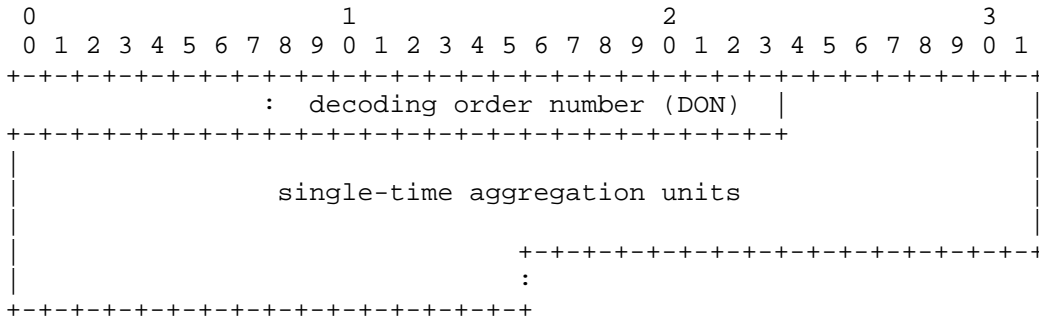 0                   1                   2                   3
0 1 2 3 4 5 6 7 8 9 0 1 2 3 4 5 6 7 8 9 0 1 2 3 4 5 6 7 8 9 0 1
+-+-+-+-+-+-+-+-+-+-+-+-+-+-+-+-+-+-+-+-+-+-+-+-+-+-+-+-+-+-+-+-+
                :  decoding order number (DON)  |               |
+-+-+-+-+-+-+-+-+-+-+-+-+-+-+-+-+-+-+-+-+-+-+-+-+               |
|                                                               |
|                single-time aggregation units                  |
|                                                               |
|                               +-+-+-+-+-+-+-+-+-+-+-+-+-+-+-+-+
|                               :
+-+-+-+-+-+-+-+-+-+-+-+-+-+-+-+-+